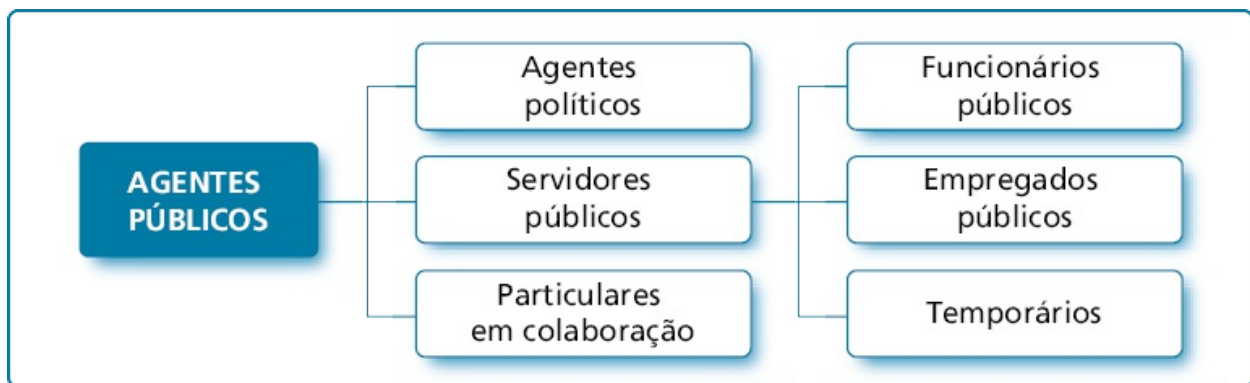 AGENTES
PÚBLICOS
Agentes
políticos
Servidores
públicos
Particulares
em colaboração
Funcionários
públicos
Empregados
públicos
Temporários